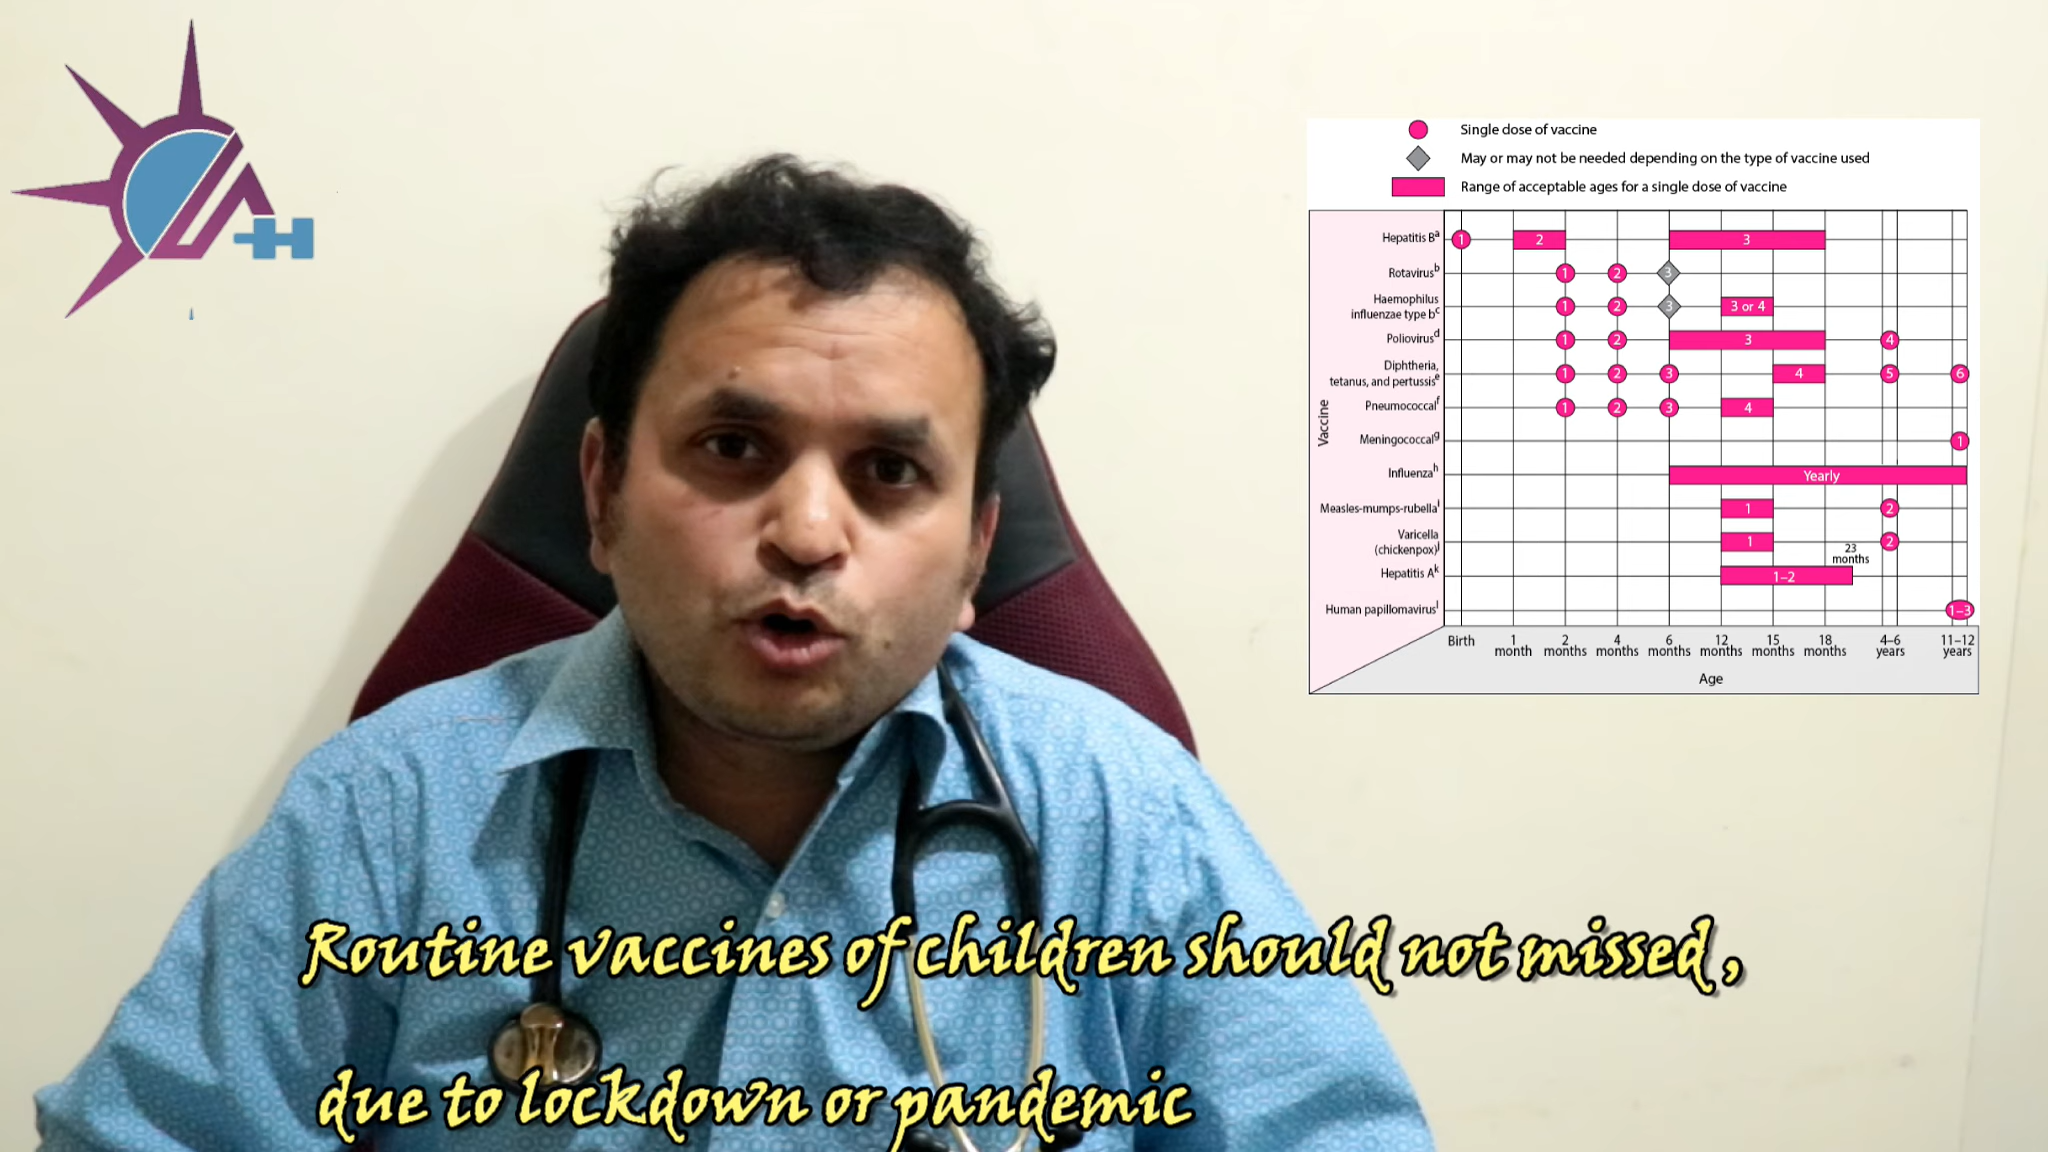 Single dose of vaccine
May or may not be needed depending on the type of vaccine used
Range of acceptable ages for a single dose of vaccine
Vaccine
Hepatitis Bª 1 2 3
Rotavirusᵇ 1 2 3
Haemophilus
influenzae type bᶜ 1 2 3 3 or 4
Poliovirusᵈ 1 2 3 4
Diphtheria,
tetanus, and pertussisᵉ 1 2 3 4 5 6
Pneumococcalᶠ 1 2 3 4
Meningococcalᵍ 1
Influenzaʰ Yearly
Measles-mumps-rubellaⁱ 1 2
Varicella
(chickenpox)ʲ 1 2
23
months
Hepatitis Aᵏ 1–2
Human papillomavirusˡ 1–3
Birth 1 2 4 6 12 15 18 4–6 11–12
month months months months months months months years years
Age
Routine vaccines of children should not missed,
due to lockdown or pandemic